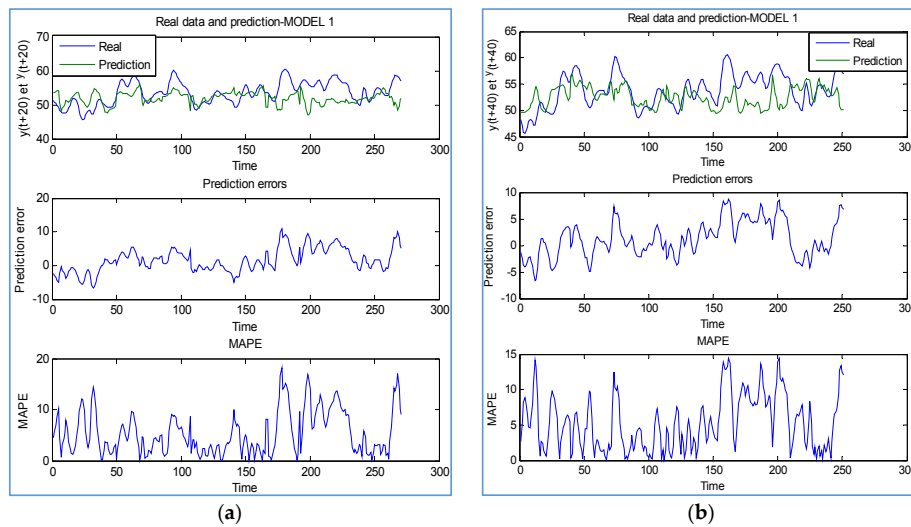 Real data and prediction-MODEL 1
y(t+20) et ^y(t+20)
70
60
50
40
Real
Prediction
0 50 100 150 200 250 300
Time
Prediction errors
Prediction error
20
10
0
-10
0 50 100 150 200 250 300
Time
MAPE
MAPE
20
10
0
0 50 100 150 200 250 300
Time
(a)
Real data and prediction-MODEL 1
y(t+40) et ^y(t+40)
65
60
55
50
45
Real
Prediction
0 50 100 150 200 250 30
Time
Prediction errors
Prediction error
10
5
0
-5
-10
0 50 100 150 200 250 30
Time
MAPE
MAPE
15
10
5
0
0 50 100 150 200 250 30
Time
(b)